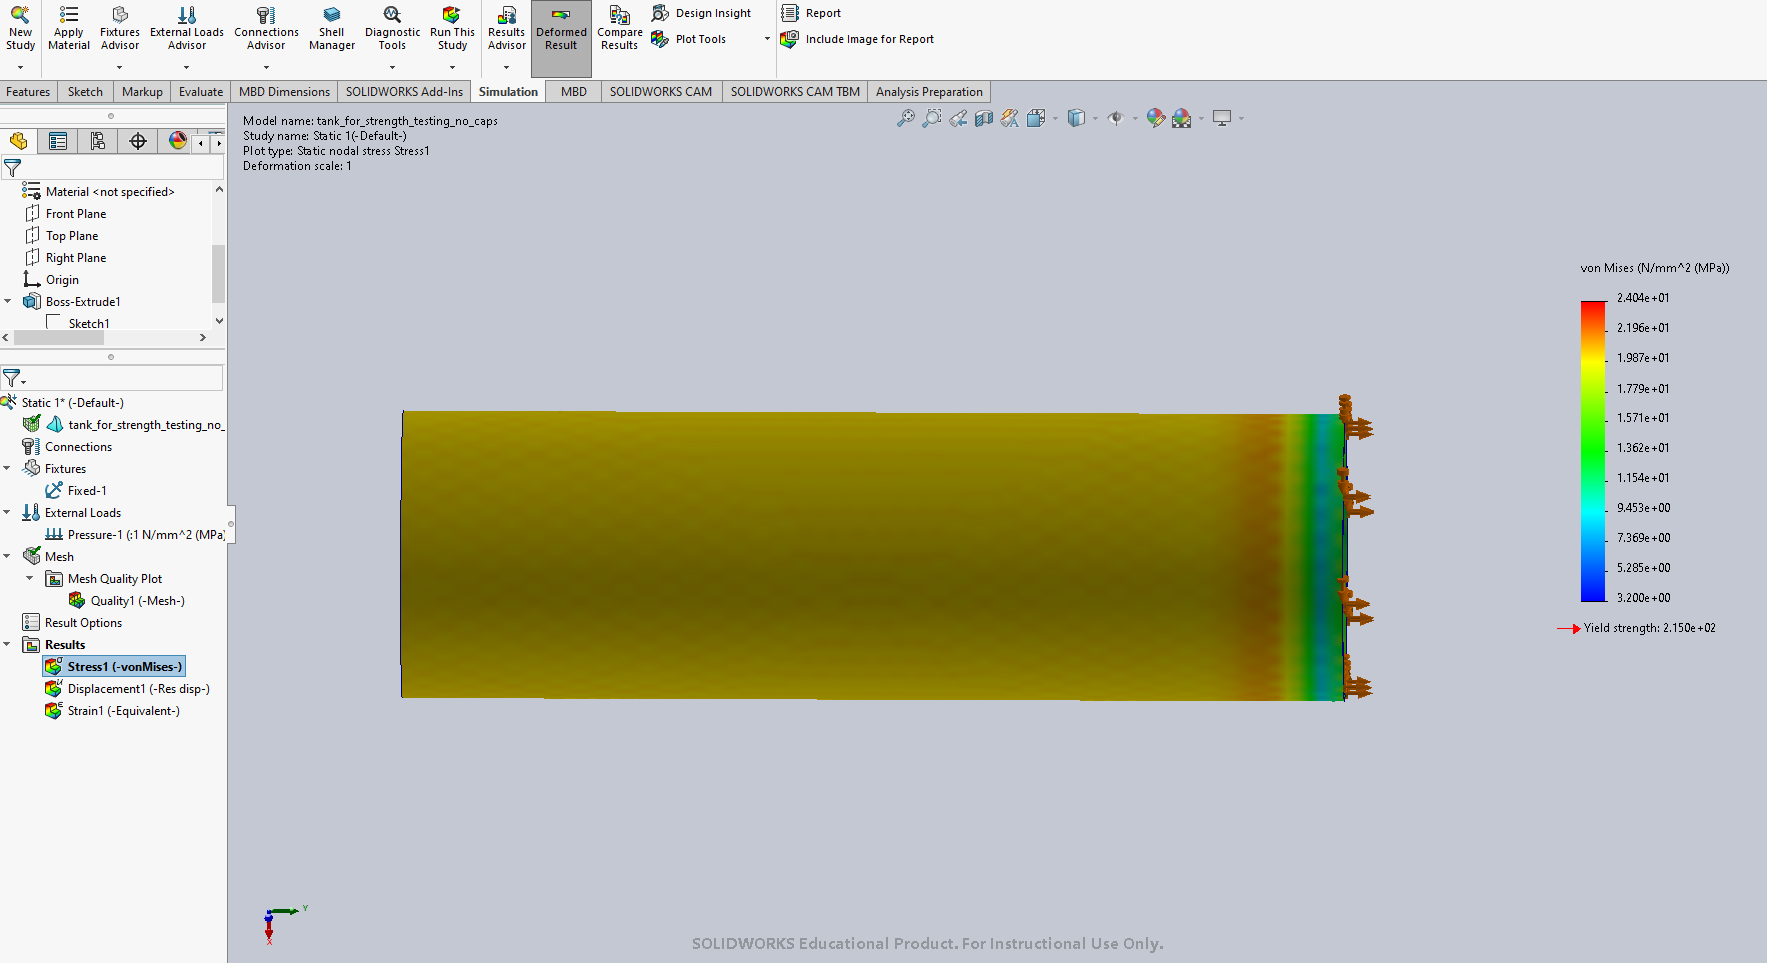 New Study
Apply Material
Fixtures Advisor
External Loads Advisor
Connections Advisor
Shell Manager
Diagnostic Tools
Run This Study
Results Advisor
Deformed Result
Compare Results
Design Insight
Plot Tools
Report
Include Image for Report
Features
Sketch
Markup
Evaluate
MBD Dimensions
SOLIDWORKS Add-Ins
Simulation
MBD
SOLIDWORKS CAM
SOLIDWORKS CAM TBM
Analysis Preparation
Material <not specified>
Front Plane
Top Plane
Right Plane
Origin
Boss-Extrude1
Sketch1
Static 1* (-Default-)
tank_for_strength_testing_no_
Connections
Fixtures
Fixed-1
External Loads
Pressure-1 (:1 N/mm^2 (MPa)
Mesh
Mesh Quality Plot
Quality1 (-Mesh-)
Result Options
Results
Stress1 (-vonMises-)
Displacement1 (-Res disp-)
Strain1 (-Equivalent-)
Model name: tank_for_strength_testing_no_caps
Study name: Static 1(-Default-)
Plot type: Static nodal stress Stress1
Deformation scale: 1
von Mises (N/mm^2 (MPa))
2.404e+01
2.196e+01
1.987e+01
1.779e+01
1.571e+01
1.362e+01
1.154e+01
9.453e+00
7.369e+00
5.285e+00
3.200e+00
Yield strength: 2.150e+02
Y
X
SOLIDWORKS Educational Product. For Instructional Use Only.